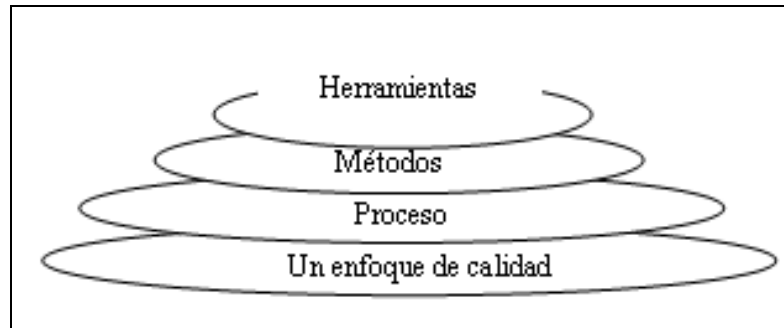 Herramientas
Métodos
Proceso
Un enfoque de calidad